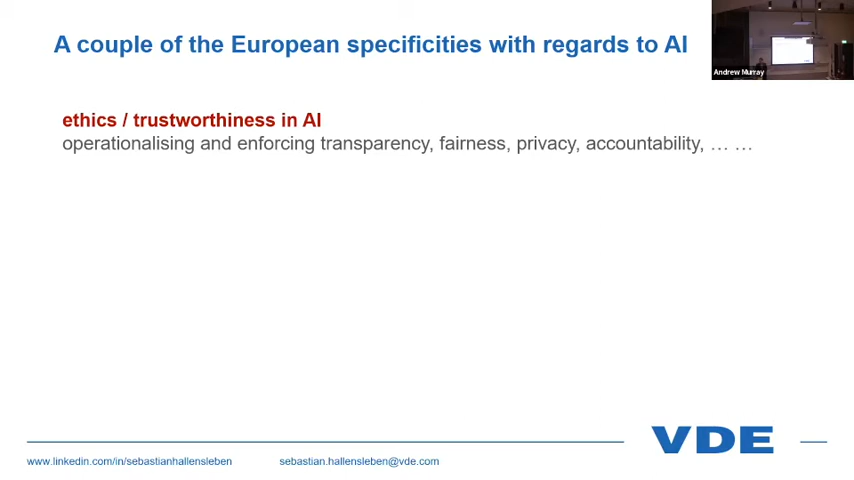 A couple of the European specificities with regards to AI
Andrew Murray
ethics / trustworthiness in AI
operationalising and enforcing transparency, fairness, privacy, accountability, … …
VDE
www.linkedin.com/in/sebastianhallensleben
sebastian.hallensleben@vde.com